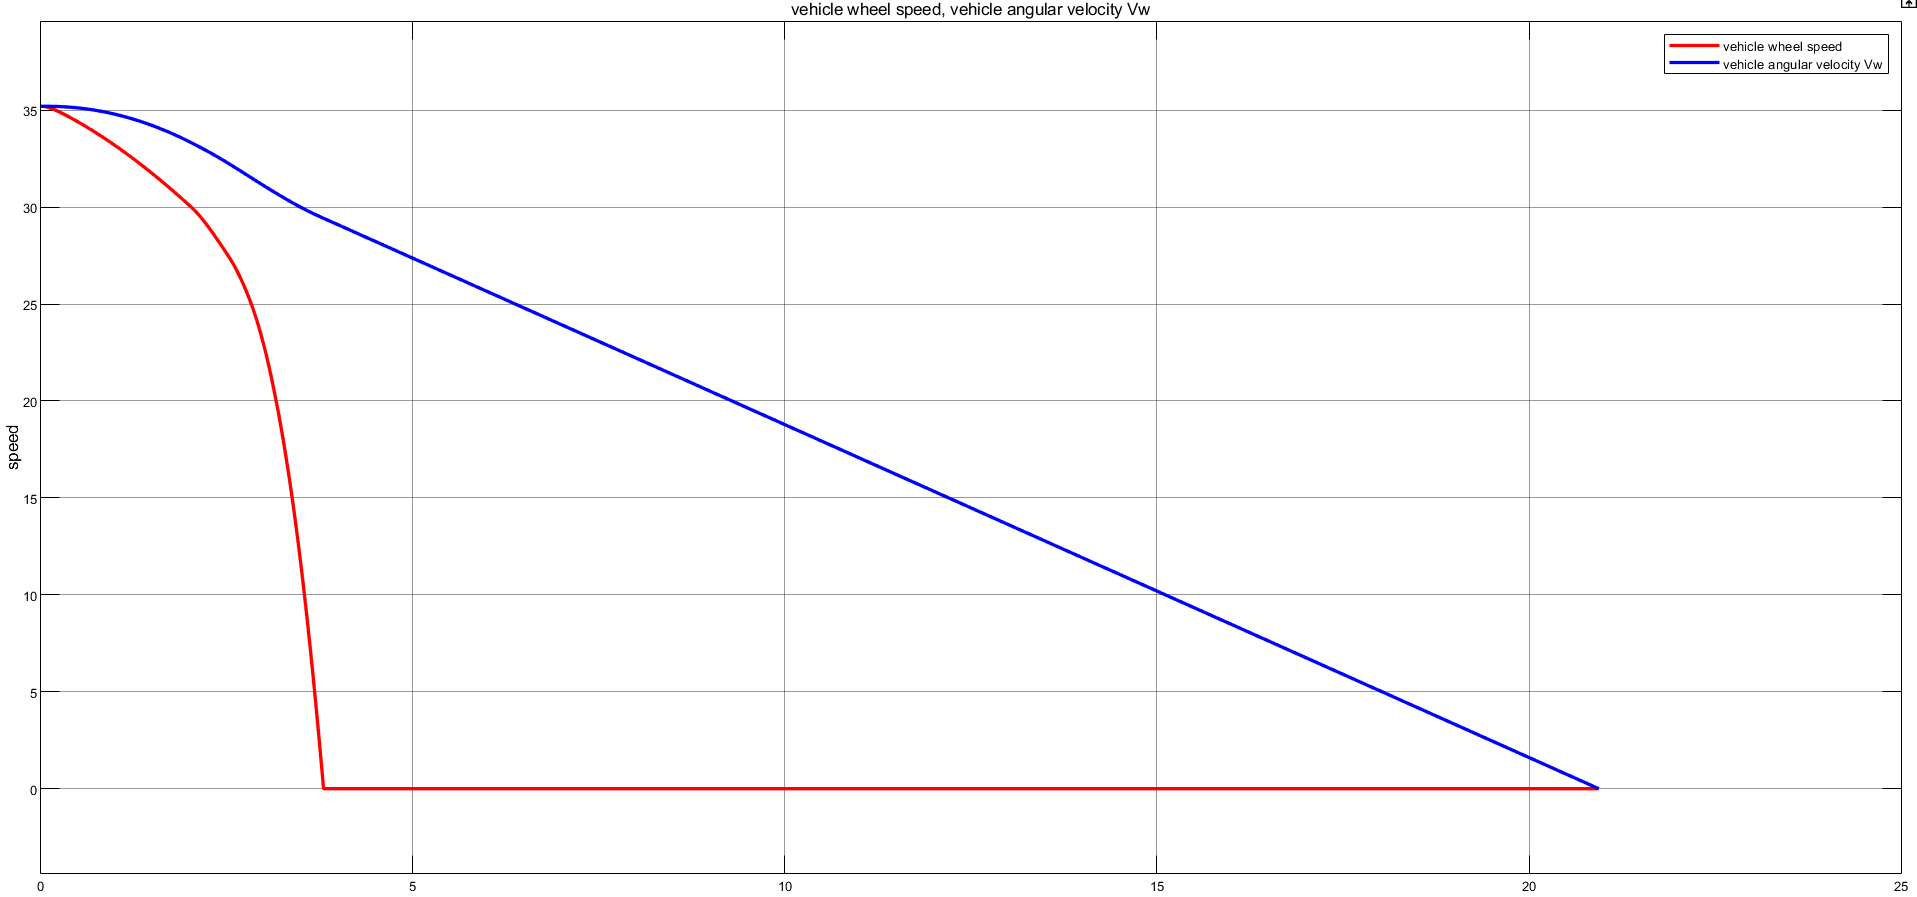 vehicle wheel speed, vehicle angular velocity Vw
vehicle wheel speed
vehicle angular velocity Vw
35
30
25
20
15
10
5
0
speed
0 5 10 15 20 25